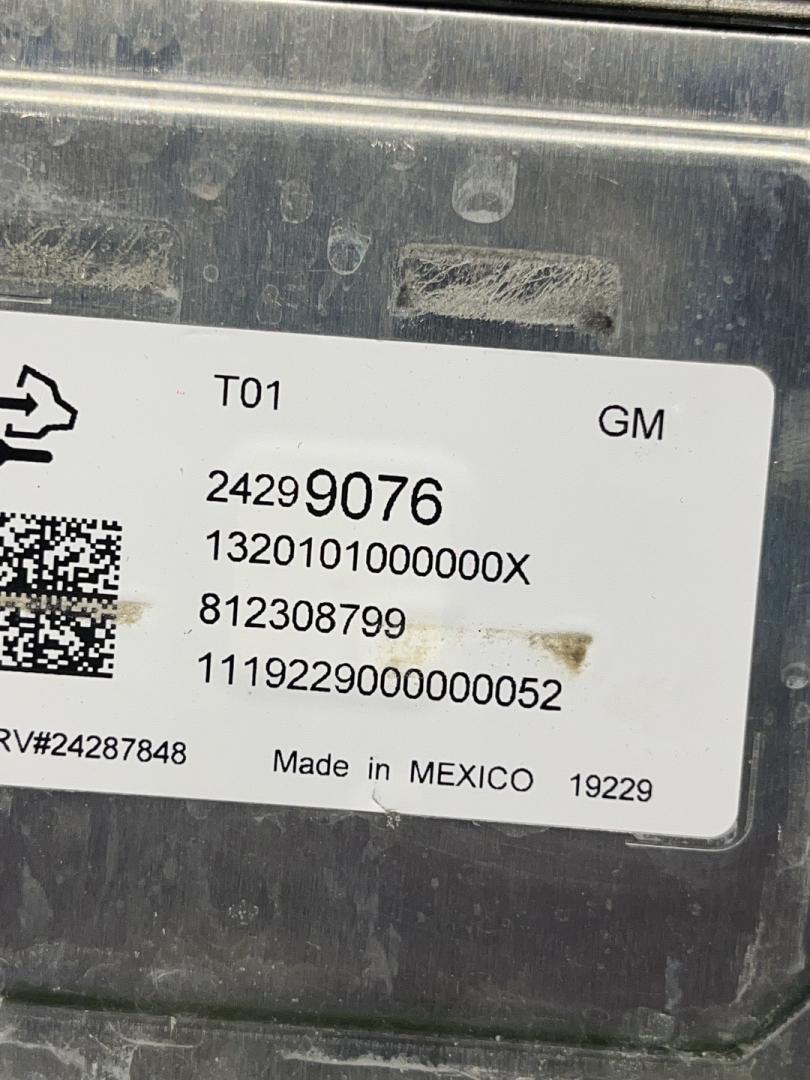 T01
GM
24299076
1320101000000X
812308799
1119229000000052
RV#24287848
Made in MEXICO 19229